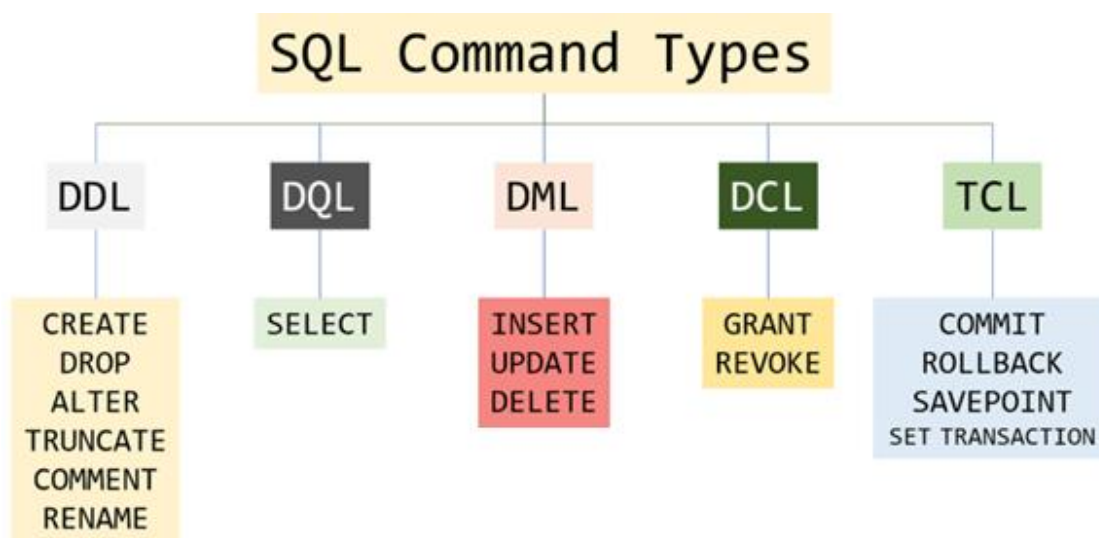 SQL Command Types
DDL
DQL
DML
DCL
TCL
CREATE
DROP
ALTER
TRUNCATE
COMMENT
RENAME
SELECT
INSERT
UPDATE
DELETE
GRANT
REVOKE
COMMIT
ROLLBACK
SAVEPOINT
SET TRANSACTION